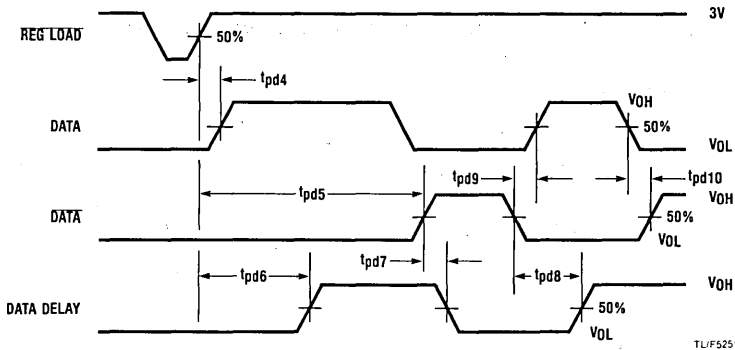 3V
REG LOAD
50%
tpd4
VOH
DATA
50%
VOL
tpd9
tpd10
tpd5
VOH
DATA
50%
VOL
tpd7
tpd6
tpd8
VOH
DATA DELAY
50%
VOL
TL/F525